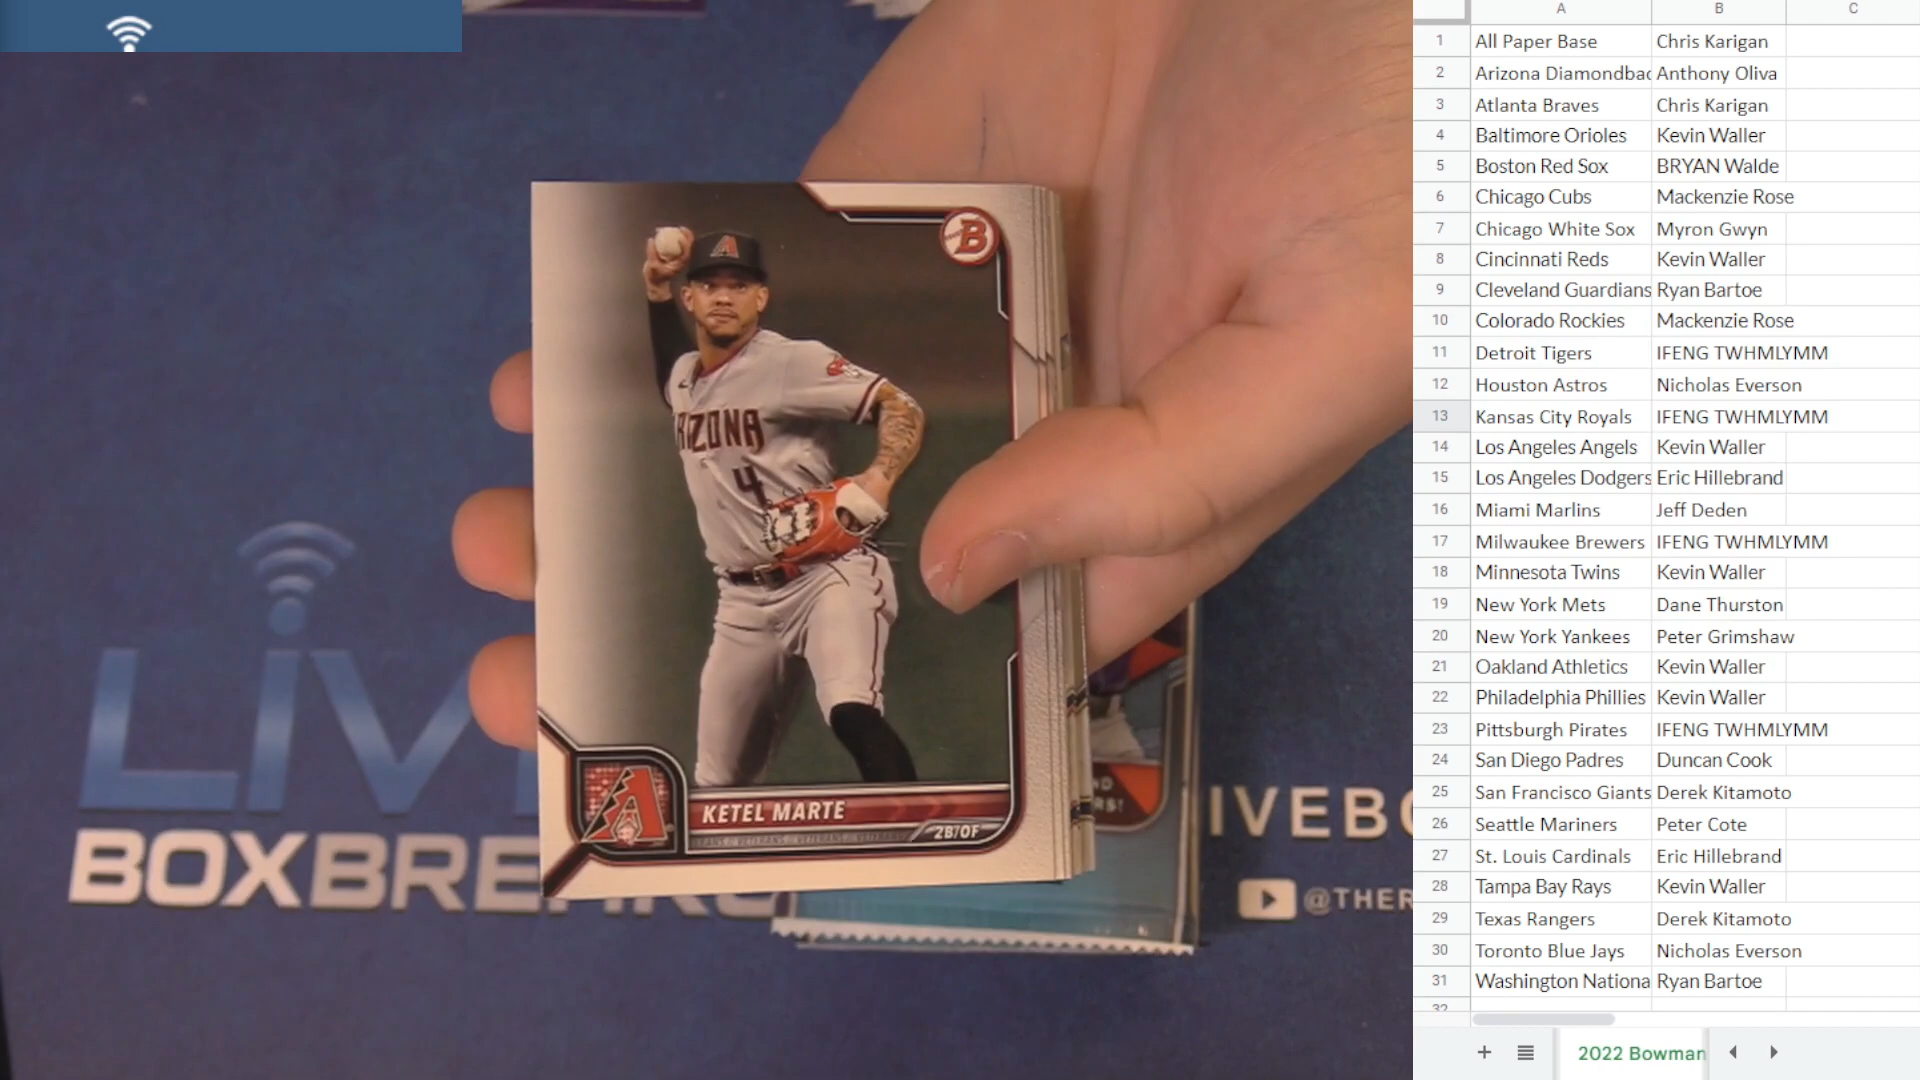 B
A
ARIZONA
4
KETEL MARTE
VETERANS
2B/OF
LIV
BOXBRE
IVEB
@THER
A B C
1 All Paper Base Chris Karigan
2 Arizona Diamondbac Anthony Oliva
3 Atlanta Braves Chris Karigan
4 Baltimore Orioles Kevin Waller
5 Boston Red Sox BRYAN Walde
6 Chicago Cubs Mackenzie Rose
7 Chicago White Sox Myron Gwyn
8 Cincinnati Reds Kevin Waller
9 Cleveland Guardians Ryan Bartoe
10 Colorado Rockies Mackenzie Rose
11 Detroit Tigers IFENG TWHMLYMM
12 Houston Astros Nicholas Everson
13 Kansas City Royals IFENG TWHMLYMM
14 Los Angeles Angels Kevin Waller
15 Los Angeles Dodgers Eric Hillebrand
16 Miami Marlins Jeff Deden
17 Milwaukee Brewers IFENG TWHMLYMM
18 Minnesota Twins Kevin Waller
19 New York Mets Dane Thurston
20 New York Yankees Peter Grimshaw
21 Oakland Athletics Kevin Waller
22 Philadelphia Phillies Kevin Waller
23 Pittsburgh Pirates IFENG TWHMLYMM
24 San Diego Padres Duncan Cook
25 San Francisco Giants Derek Kitamoto
26 Seattle Mariners Peter Cote
27 St. Louis Cardinals Eric Hillebrand
28 Tampa Bay Rays Kevin Waller
29 Texas Rangers Derek Kitamoto
30 Toronto Blue Jays Nicholas Everson
31 Washington Nationa Ryan Bartoe
32
2022 Bowman